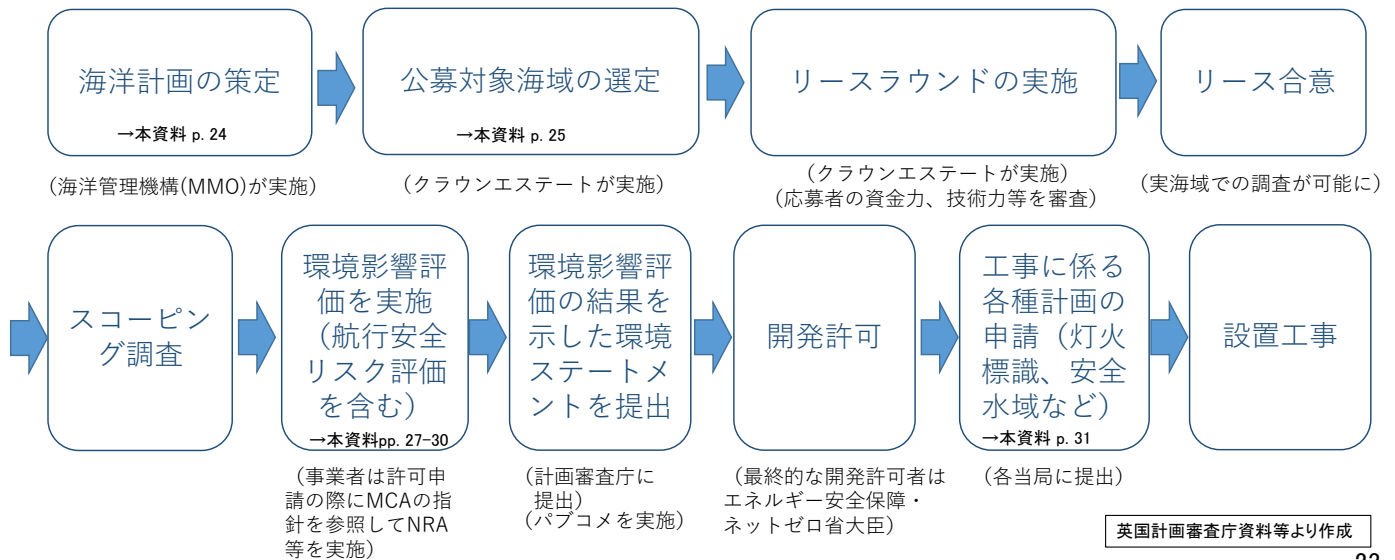 海洋計画の策定
→本資料 p. 24
(海洋管理機構(MMO)が実施)
公募対象海域の選定
→本資料 p. 25
(クラウンエステートが実施)
リースラウンドの実施
(クラウンエステートが実施)
(応募者の資金力、技術力等を審査)
リース合意
(実海域での調査が可能に)
スコーピン
グ調査
環境影響評
価を実施
(航行安全
リスク評価
を含む)
→本資料pp. 27-30
(事業者は許可申
請の際にMCAの指
針を参照してNRA
等を実施)
環境影響評
価の結果を
示した環境
ステートメ
ントを提出
(計画審査庁に
提出)
(パブコメを実施)
開発許可
(最終的な開発許可者は
エネルギー安全保障・
ネットゼロ省大臣)
工事に係る
各種計画の
申請(灯火
標識、安全
水域など)
→本資料 p. 31
(各当局に提出)
設置工事
英国計画審査庁資料等より作成